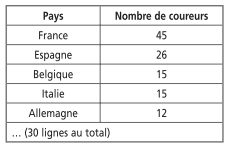 Pays Nombre de coureurs
France 45
Espagne 26
Belgique 15
Italie 15
Allemagne 12
... (30 lignes au total)